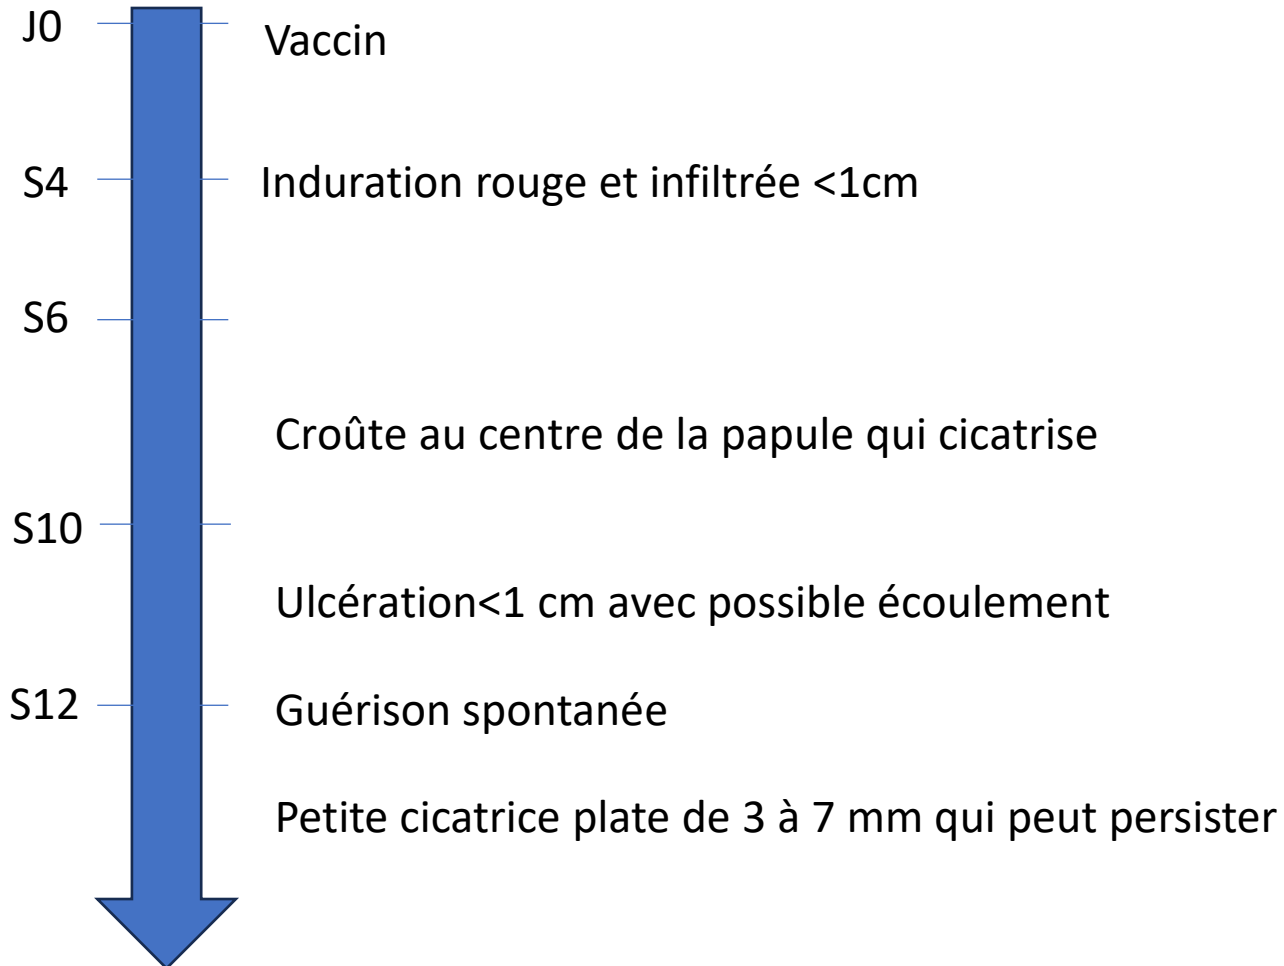 J0
Vaccin
S4
Induration rouge et infiltrée <1cm
S6
Croûte au centre de la papule qui cicatrise
S10
Ulcération<1 cm avec possible écoulement
S12
Guérison spontanée
Petite cicatrice plate de 3 à 7 mm qui peut persister